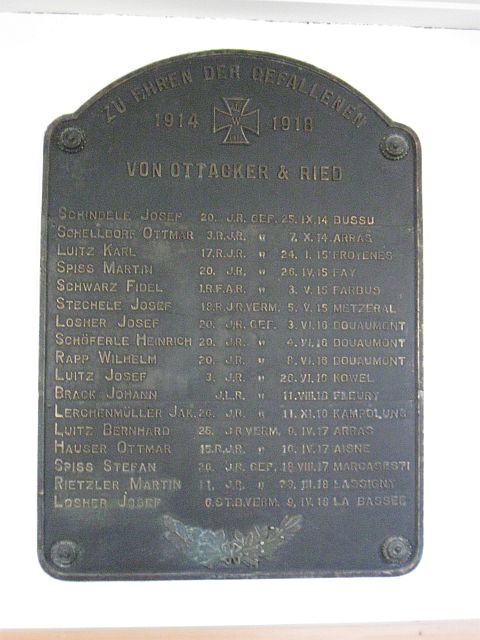 ZU EHREN DER GEFALLENEN
1914 1918
VON OTTACKER & RIED
SCHINDELE JOSEF 20. J.R. GEF. 25. IX. 14 BUSSU
SCHELLDORF OTTMAR 3. R.J.R. " 7. X. 14 ARRAS
LUITZ KARL 17. R.J.R. " 24. I. 15 FROYENES
SPISS MARTIN 20. J.R. " 26. IV. 15 FAY
SCHWARZ FIDEL 1. R.F.A.R. " 3. V. 15 FARBUS
STECHELE JOSEF 18. R.J.R. VERM. 5. V. 15 METZERAL
LOSHER JOSEF 20. J.R. GEF. 3. VI. 16 DOUAUMONT
SCHÖFERLE HEINRICH 20. J.R. " 4. VI. 16 DOUAUMONT
RAPP WILHELM 20. J.R. " 8. VI. 16 DOUAUMONT
LUITZ JOSEF 3. J.R. " 20. VI. 16 KOWEL
BRACK JOHANN J.L.R. " 11. VIII. 16 FLEURY
LERCHENMÜLLER JAK. 26. J.R. " 11. XI. 16
LUITZ BERNHARD 26. J.R. VERM. 9. IV. 17 ARRAS
HAUSER OTTMAR 15. R.J.R. " 16. IV. 17 AISNE
SPISS STEFAN 20. J.R. GEF. 18. VIII. 17
RIETZLER MARTIN 11. J.R. " III. 18 LASSIGNY
LOSHER JOSEF 6. ST.B. VERM. 9. IV. 18 LA BASSEE